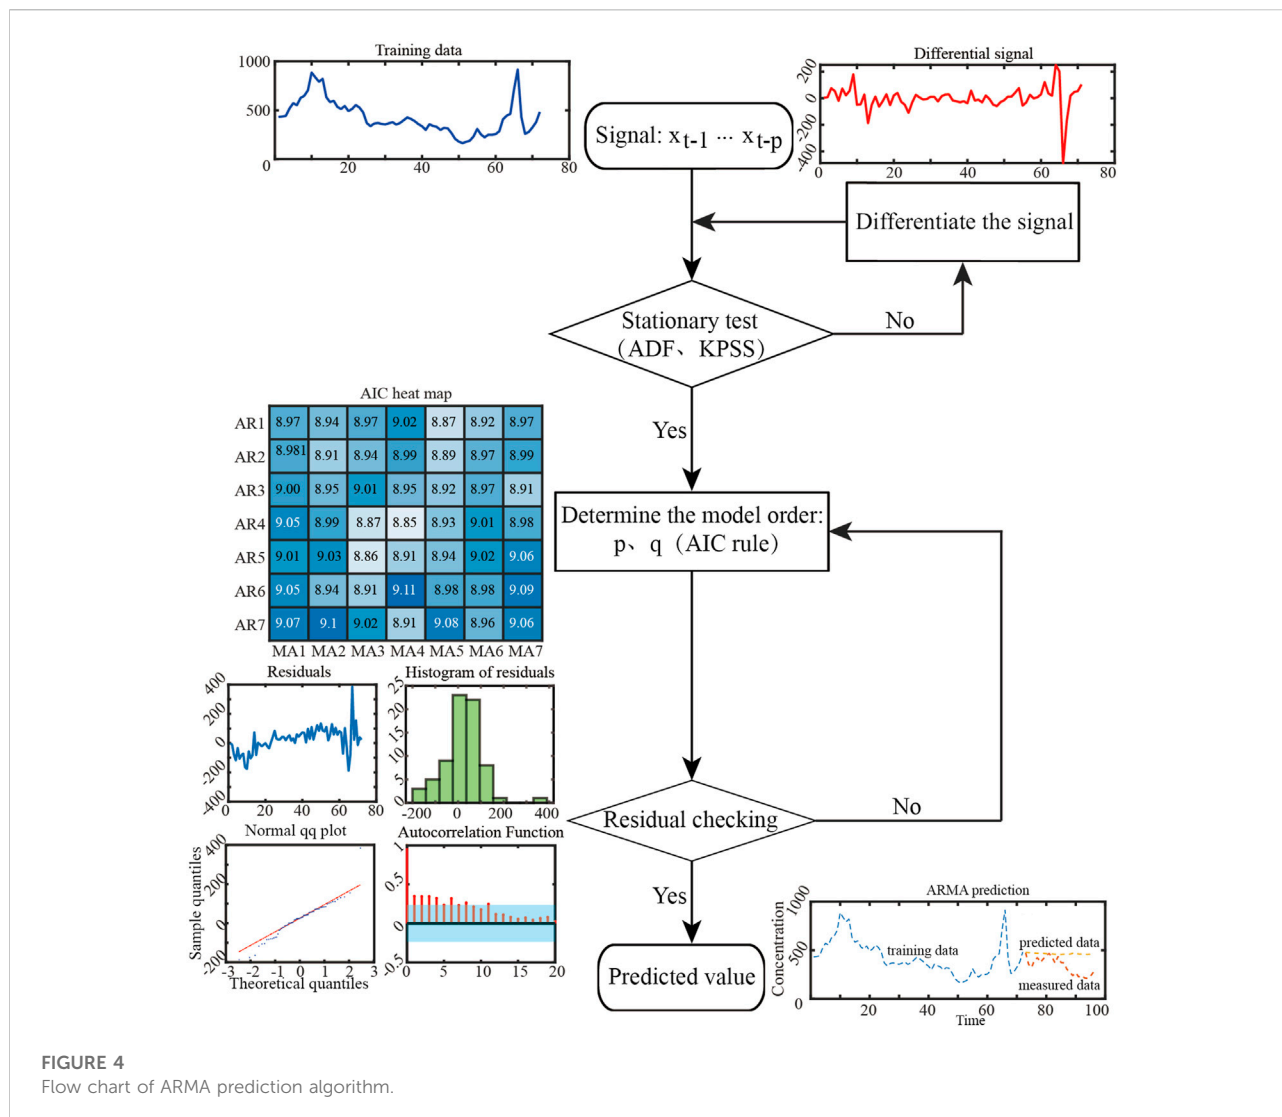 Training data
1000
500
0
0
20
40
60
80
Signal: x t-1 ... x t-p
Differential signal
200
0
-200
-400
0
20
40
60
80
Differentiate the signal
Stationary test
(ADF、KPSS)
No
Yes
AIC heat map
AR1 8.97 8.94 8.97 9.02 8.87 8.92 8.97
AR2 8.981 8.91 8.94 8.99 8.89 8.97 8.99
AR3 9.00 8.95 9.01 8.95 8.92 8.97 8.91
AR4 9.05 8.99 8.87 8.85 8.93 9.01 8.98
AR5 9.01 9.03 8.86 8.91 8.94 9.02 9.06
AR6 9.05 8.94 8.91 9.11 8.98 8.98 9.09
AR7 9.07 9.1 9.02 8.91 9.08 8.96 9.06
MA1 MA2 MA3 MA4 MA5 MA6 MA7
Determine the model order:
p、q (AIC rule)
Residuals
400
200
0
-200
-400
0 20 40 60 80
Histogram of residuals
25
20
15
10
5
0
-200 0 200 400
Normal qq plot
Sample quantiles
400
200
0
-200
-3 -2 -1 0 1 2 3
Theoretical quantiles
Autocorrelation Function
1
0.5
0
-0.5
0 5 10 15 20
Residual checking
No
Yes
Predicted value
ARMA prediction
Concentration
1000
500
0
training data
predicted data
measured data
0 20 40 60 80 100
Time
FIGURE 4
Flow chart of ARMA prediction algorithm.